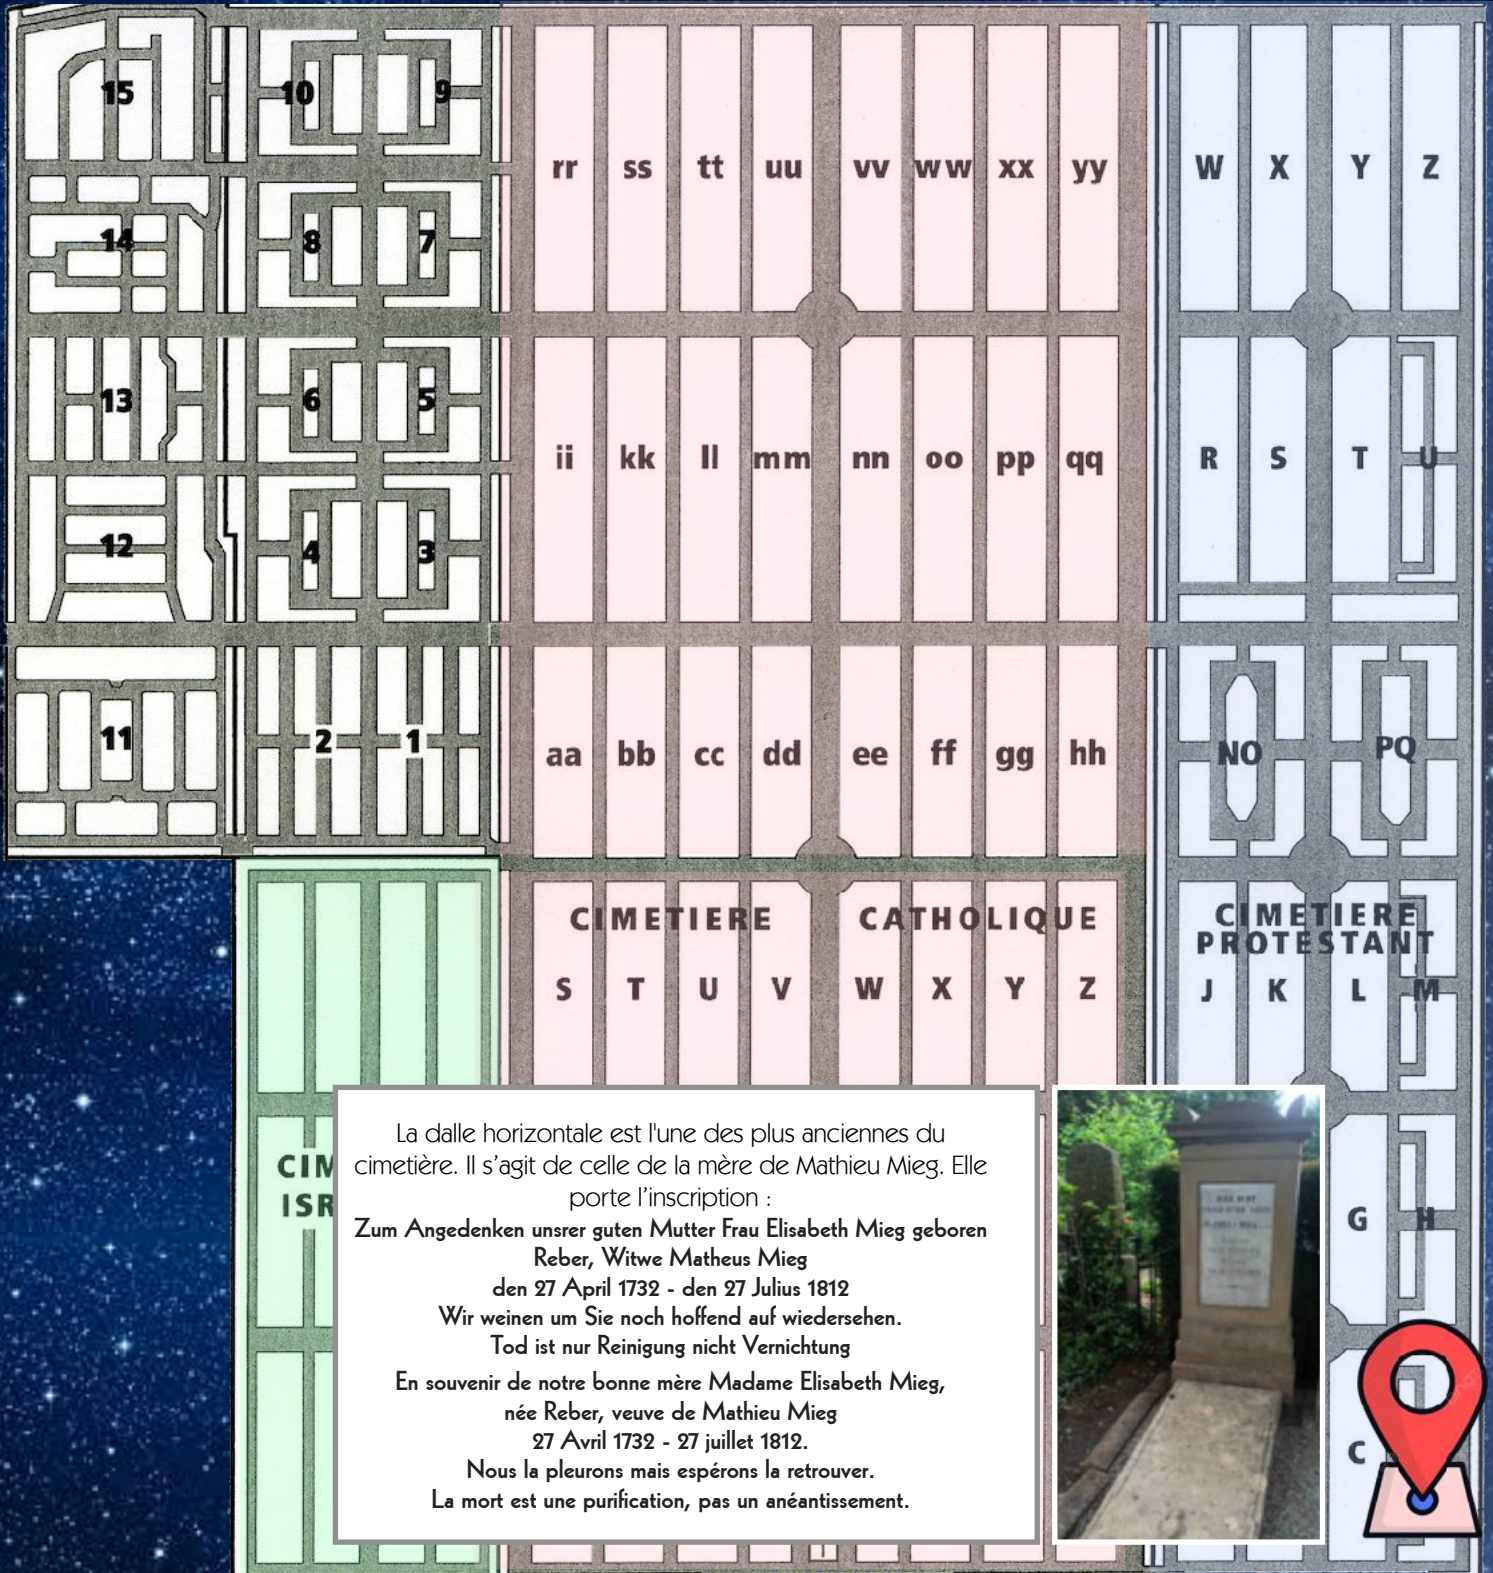 15
10
9
rr ss tt uu vv ww xx yy
W X Y Z
14
8
7
13
6
5
ii kk ll mm nn oo pp qq
R S T U
12
4
3
11
2
1
aa bb cc dd ee ff gg hh
NO
PQ
CIMETIERE CATHOLIQUE
S T U V W X Y Z
CIMETIERE
PROTESTANT
J K L M
CIM
ISR
G H
C
La dalle horizontale est l'une des plus anciennes du
cimetière. Il s’agit de celle de la mère de Mathieu Mieg. Elle
porte l’inscription :
Zum Angedenken unsrer guten Mutter Frau Elisabeth Mieg geboren
Reber, Witwe Matheus Mieg
den 27 April 1732 - den 27 Julius 1812
Wir weinen um Sie noch hoffend auf wiedersehen.
Tod ist nur Reinigung nicht Vernichtung
En souvenir de notre bonne mère Madame Elisabeth Mieg,
née Reber, veuve de Mathieu Mieg
27 Avril 1732 - 27 juillet 1812.
Nous la pleurons mais espérons la retrouver.
La mort est une purification, pas un anéantissement.